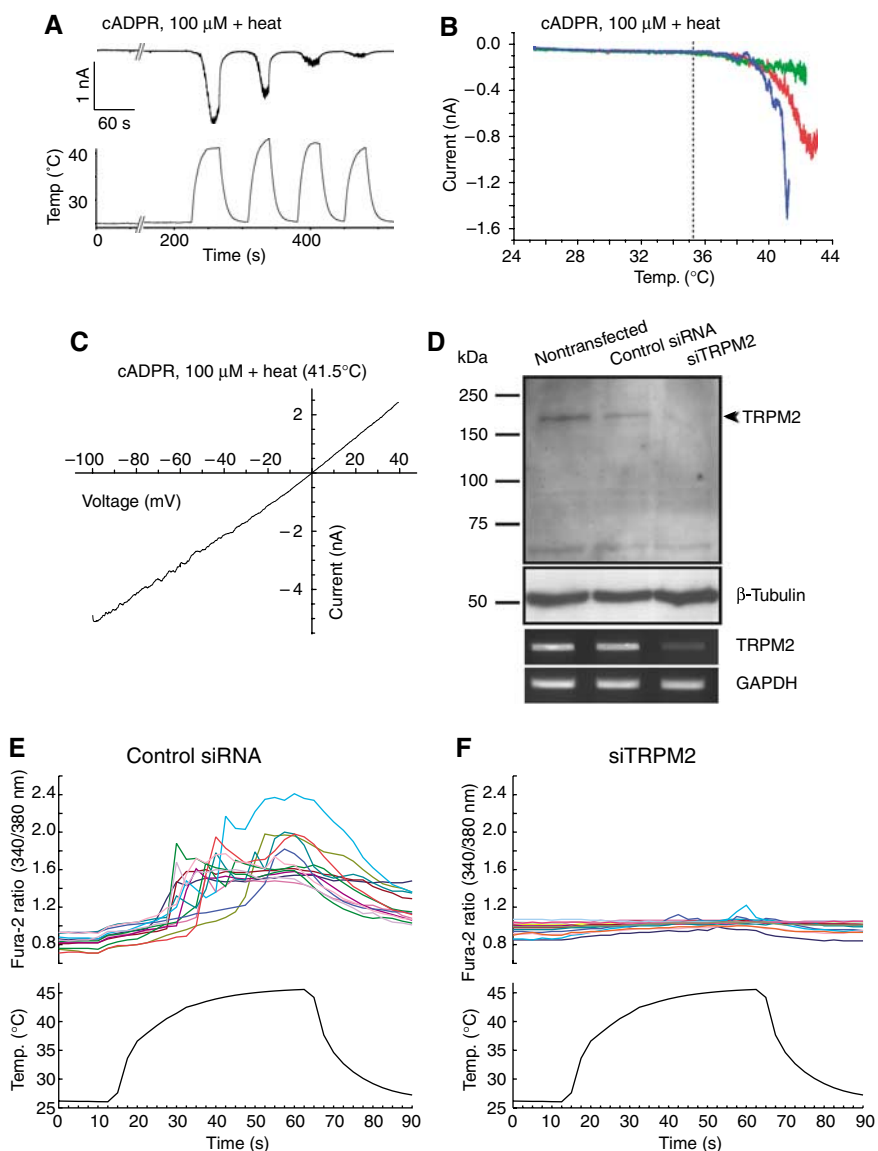 A
cADPR, 100 μM + heat
1 nA
60 s
Temp (°C)
40
30
0
200
400
Time (s)
B
cADPR, 100 μM + heat
Current (nA)
0.0
−0.4
−0.8
−1.2
−1.6
24
28
32
36
40
44
Temp. (°C)
C
cADPR, 100 μM + heat (41.5°C)
2
−100
−80
−60
−40
−20
0
20
40
Voltage (mV)
−2
−4
Current (nA)
D
kDa
Nontransfected
Control siRNA
siTRPM2
250
150
100
75
50
TRPM2
β-Tubulin
TRPM2
GAPDH
E
Control siRNA
Fura-2 ratio (340/380 nm)
2.4
2.0
1.6
1.2
0.8
Temp. (°C)
45
40
35
30
25
0
10
20
30
40
50
60
70
80
90
Time (s)
F
siTRPM2
Fura-2 ratio (340/380 nm)
2.4
2.0
1.6
1.2
0.8
Temp. (°C)
45
40
35
30
25
0
10
20
30
40
50
60
70
80
90
Time (s)